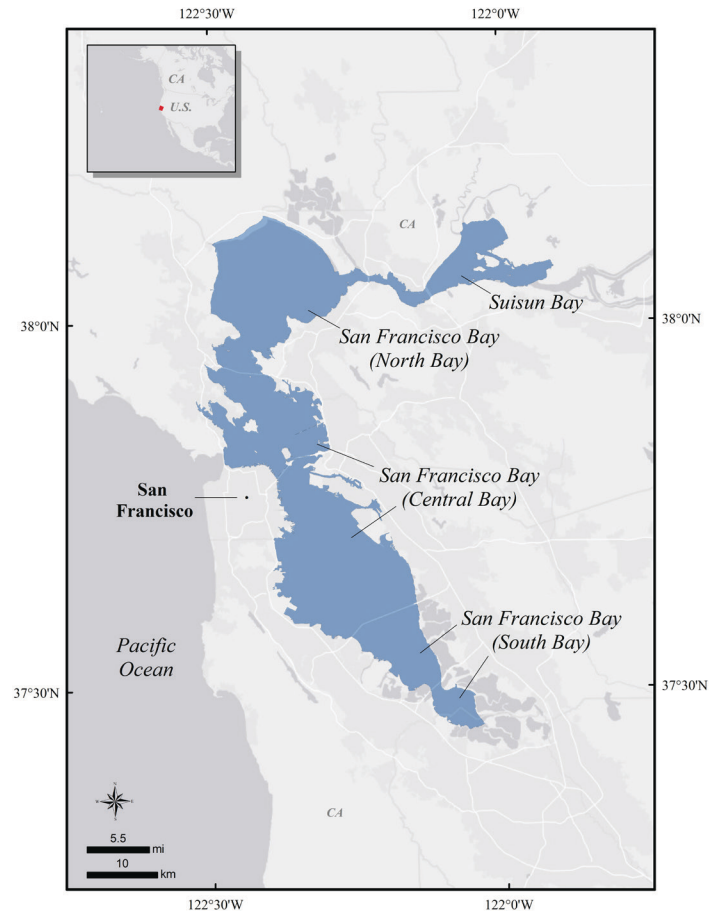 122°30'W
122°0'W
CA
U.S.
CA
Suisun Bay
38°0'N
38°0'N
San Francisco Bay
(North Bay)
San Francisco Bay
(Central Bay)
San
Francisco
San Francisco Bay
(South Bay)
Pacific
Ocean
37°30'N
37°30'N
CA
5.5
mi
10
km
122°30'W
122°0'W